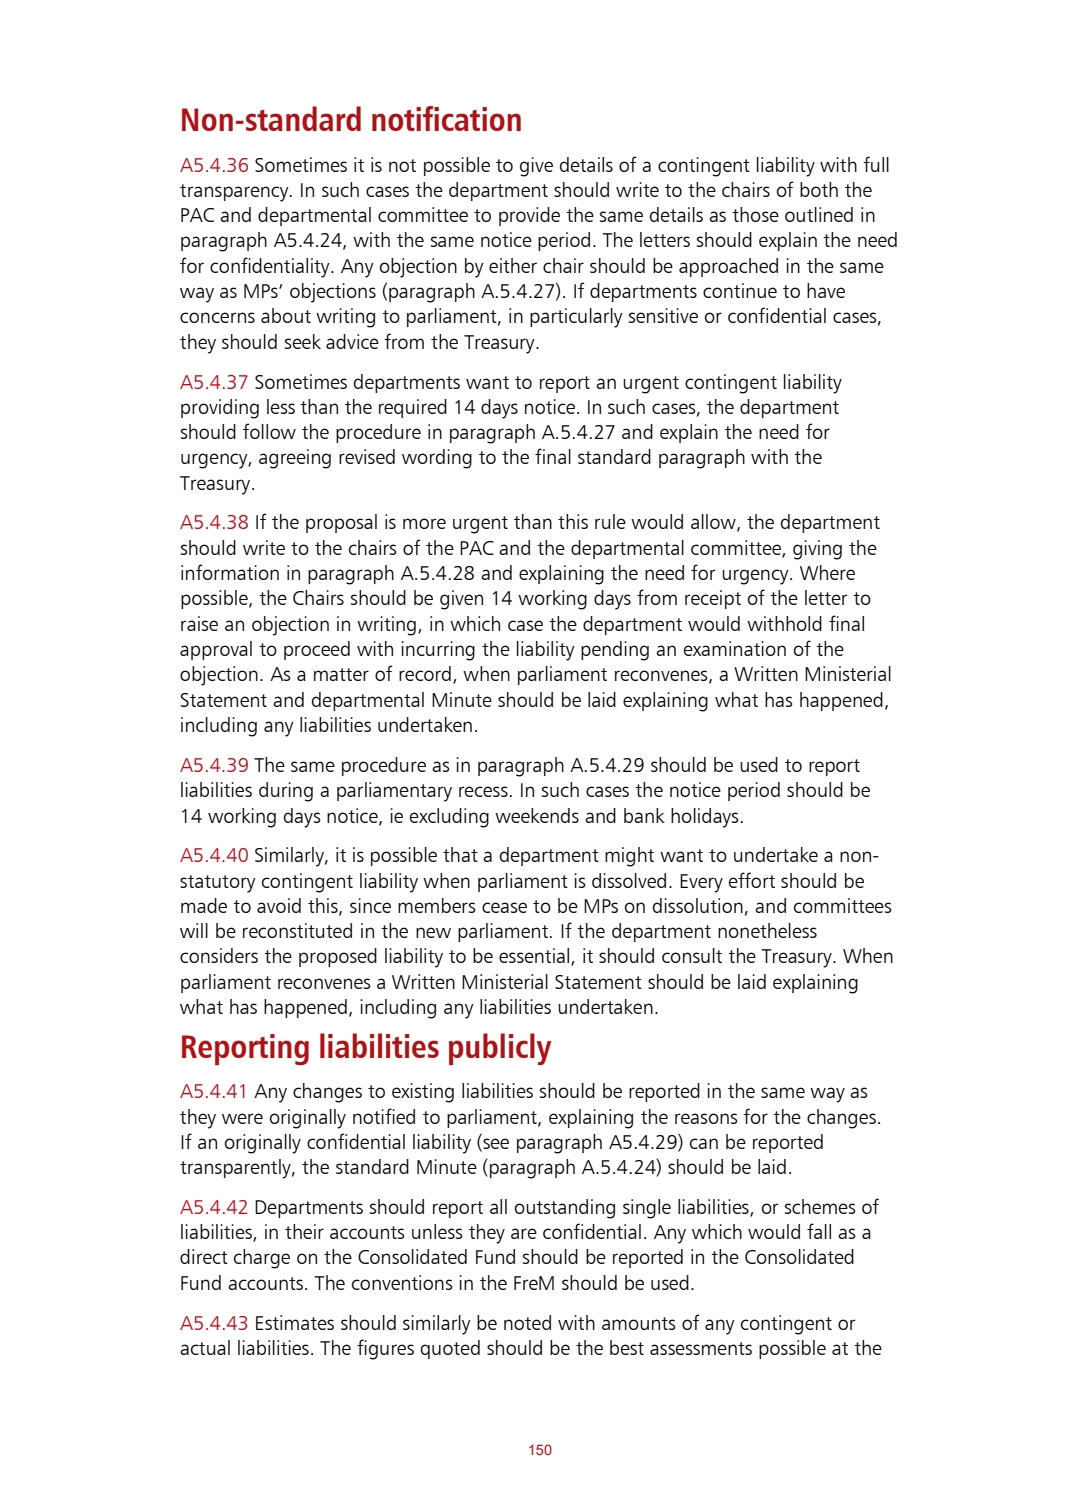 Non-standard notification
A5.4.36 Sometimes it is not possible to give details of a contingent liability with full
transparency. In such cases the department should write to the chairs of both the
PAC and departmental committee to provide the same details as those outlined in
paragraph A5.4.24, with the same notice period. The letters should explain the need
for confidentiality. Any objection by either chair should be approached in the same
way as MPs’ objections (paragraph A.5.4.27). If departments continue to have
concerns about writing to parliament, in particularly sensitive or confidential cases,
they should seek advice from the Treasury.
A5.4.37 Sometimes departments want to report an urgent contingent liability
providing less than the required 14 days notice. In such cases, the department
should follow the procedure in paragraph A.5.4.27 and explain the need for
urgency, agreeing revised wording to the final standard paragraph with the
Treasury.
A5.4.38 If the proposal is more urgent than this rule would allow, the department
should write to the chairs of the PAC and the departmental committee, giving the
information in paragraph A.5.4.28 and explaining the need for urgency. Where
possible, the Chairs should be given 14 working days from receipt of the letter to
raise an objection in writing, in which case the department would withhold final
approval to proceed with incurring the liability pending an examination of the
objection. As a matter of record, when parliament reconvenes, a Written Ministerial
Statement and departmental Minute should be laid explaining what has happened,
including any liabilities undertaken.
A5.4.39 The same procedure as in paragraph A.5.4.29 should be used to report
liabilities during a parliamentary recess. In such cases the notice period should be
14 working days notice, ie excluding weekends and bank holidays.
A5.4.40 Similarly, it is possible that a department might want to undertake a non-
statutory contingent liability when parliament is dissolved. Every effort should be
made to avoid this, since members cease to be MPs on dissolution, and committees
will be reconstituted in the new parliament. If the department nonetheless
considers the proposed liability to be essential, it should consult the Treasury. When
parliament reconvenes a Written Ministerial Statement should be laid explaining
what has happened, including any liabilities undertaken.
Reporting liabilities publicly
A5.4.41 Any changes to existing liabilities should be reported in the same way as
they were originally notified to parliament, explaining the reasons for the changes.
If an originally confidential liability (see paragraph A5.4.29) can be reported
transparently, the standard Minute (paragraph A.5.4.24) should be laid.
A5.4.42 Departments should report all outstanding single liabilities, or schemes of
liabilities, in their accounts unless they are confidential. Any which would fall as a
direct charge on the Consolidated Fund should be reported in the Consolidated
Fund accounts. The conventions in the FreM should be used.
A5.4.43 Estimates should similarly be noted with amounts of any contingent or
actual liabilities. The figures quoted should be the best assessments possible at the
150